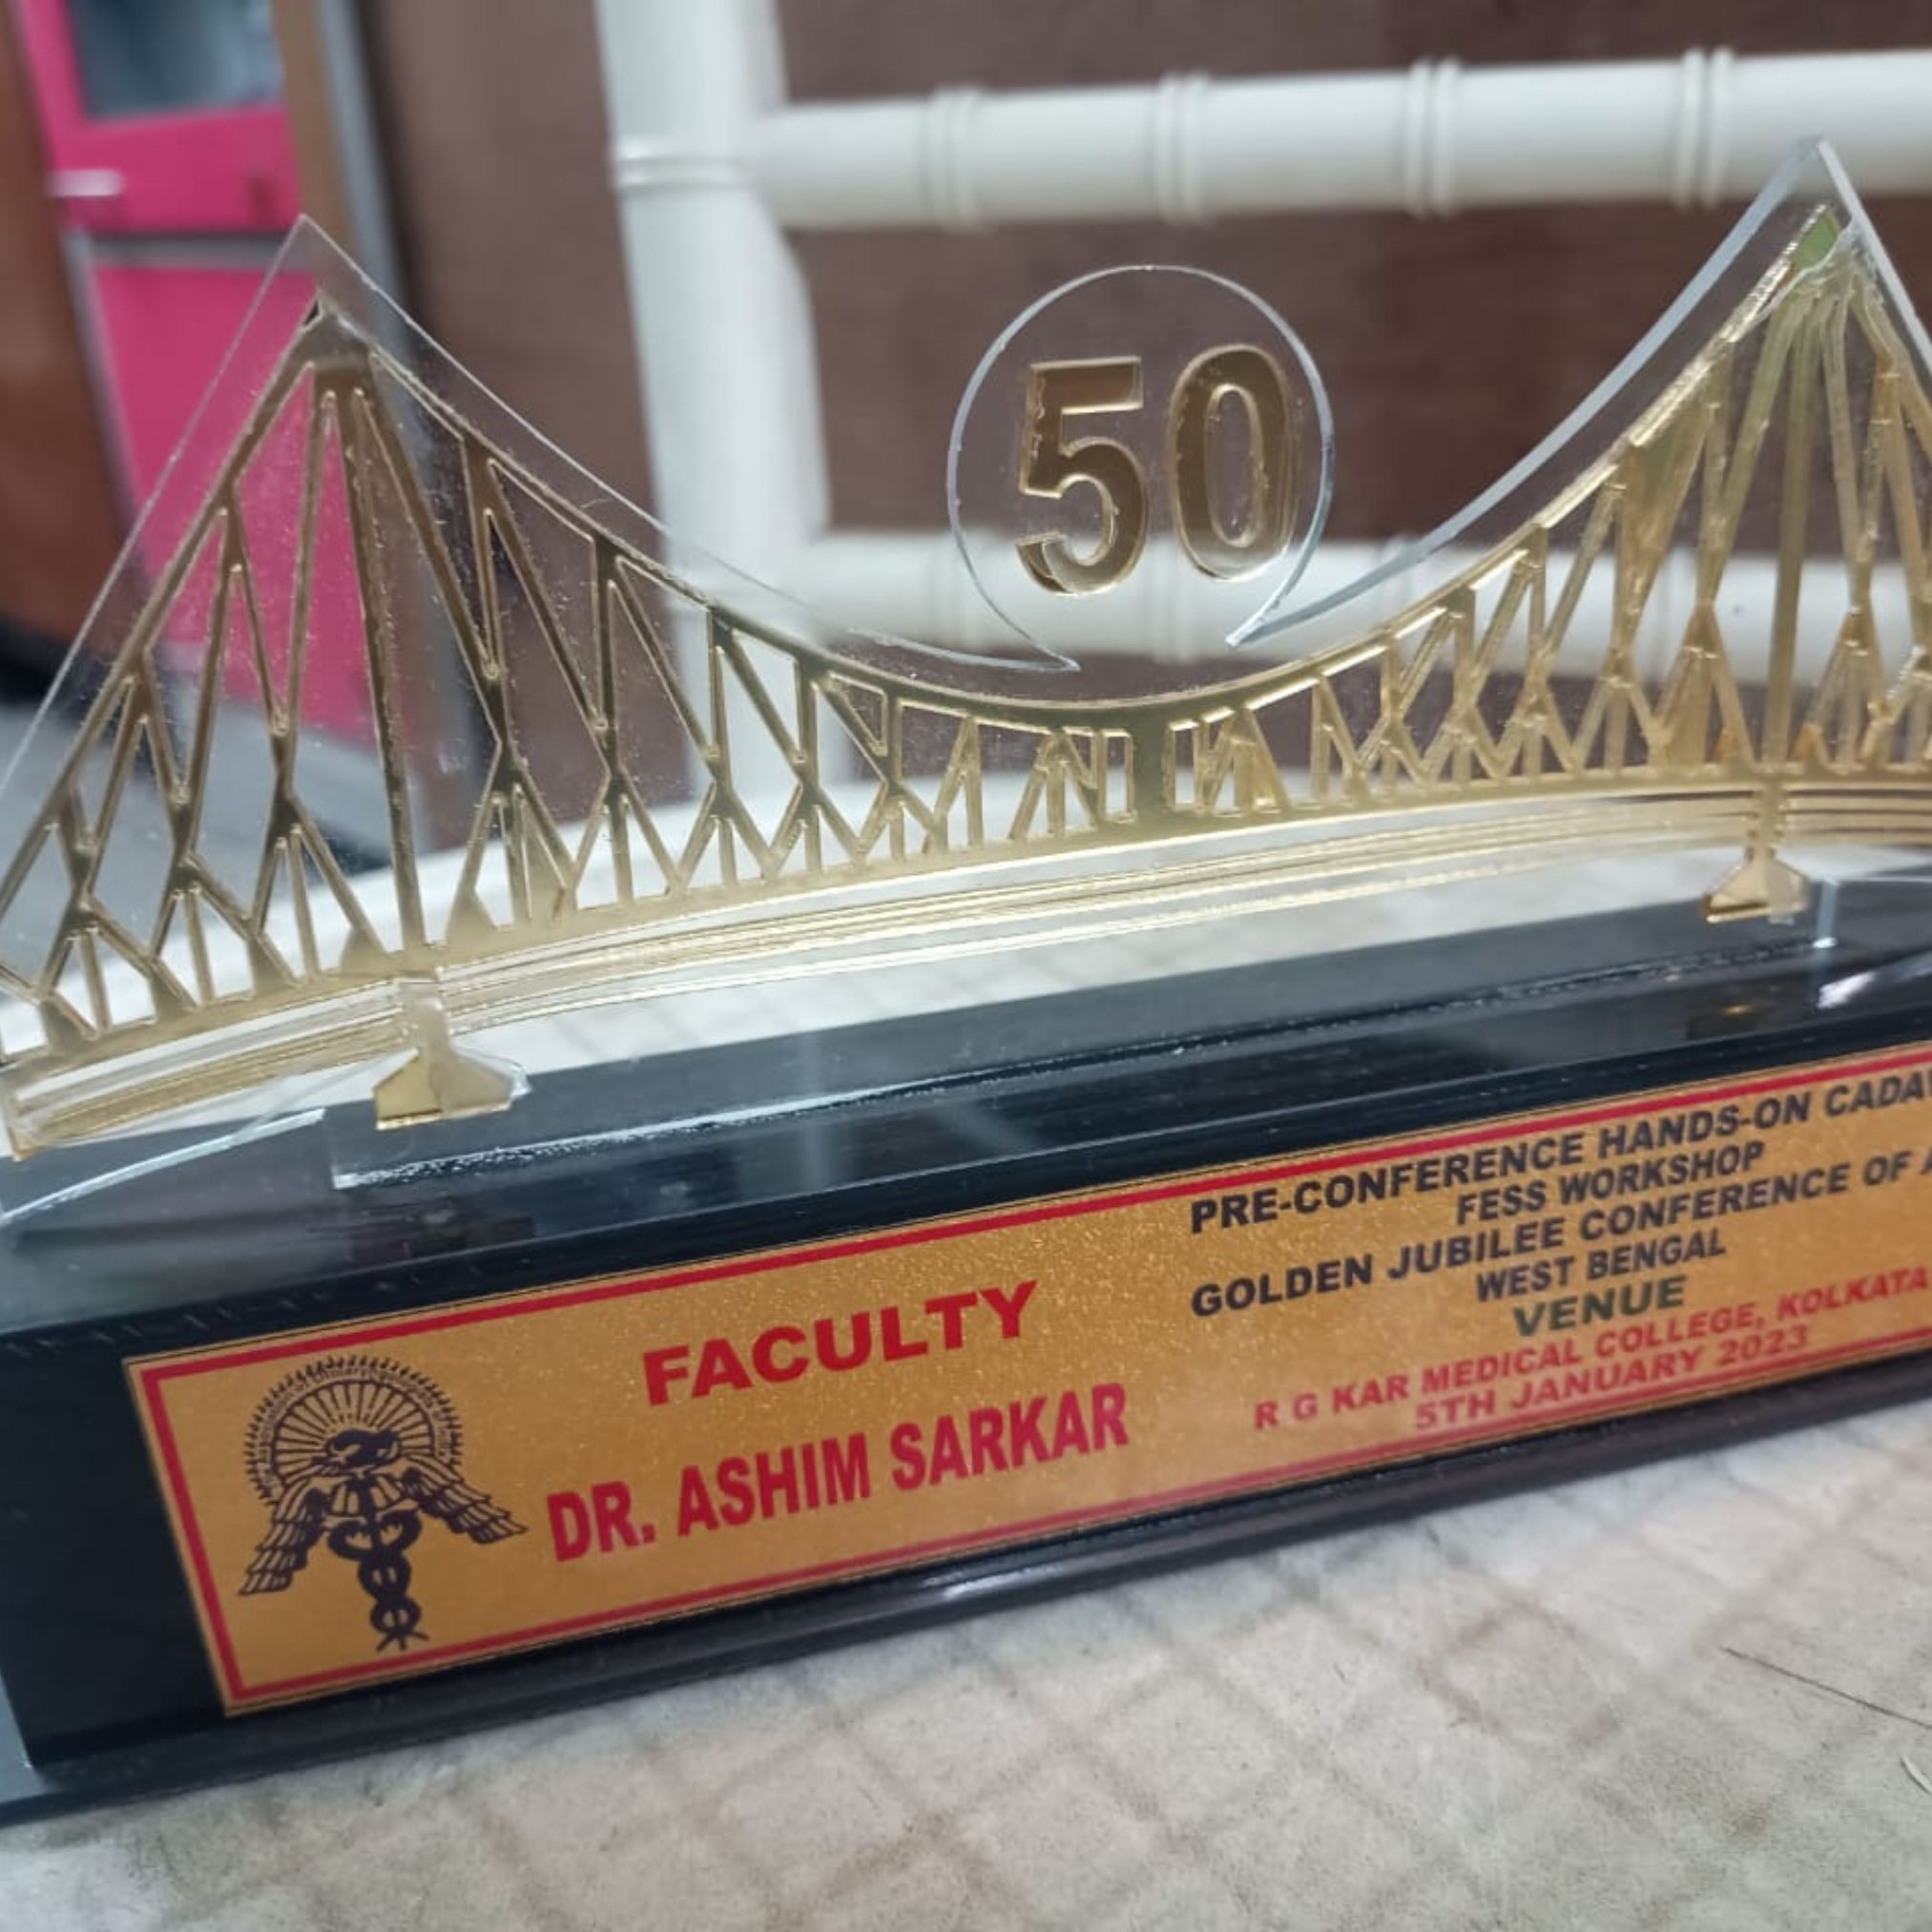 50
FACULTY
DR. ASHIM SARKAR
PRE-CONFERENCE HANDS-ON
FESS WORKSHOP
GOLDEN JUBILEE CONFERENCE OF
WEST BENGAL
VENUE
R G KAR MEDICAL COLLEGE, KOLKATA
5TH JANUARY 2023